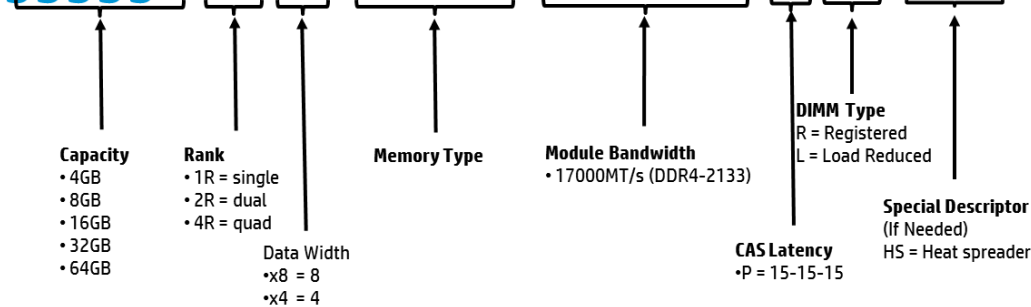 Capacity
• 4GB
• 8GB
• 16GB
• 32GB
• 64GB
Rank
• 1R = single
• 2R = dual
• 4R = quad
Data Width
•x8 = 8
•x4 = 4
Memory Type
Module Bandwidth
• 17000MT/s (DDR4-2133)
CAS Latency
•P = 15-15-15
DIMM Type
R = Registered
L = Load Reduced
Special Descriptor
(If Needed)
HS = Heat spreader